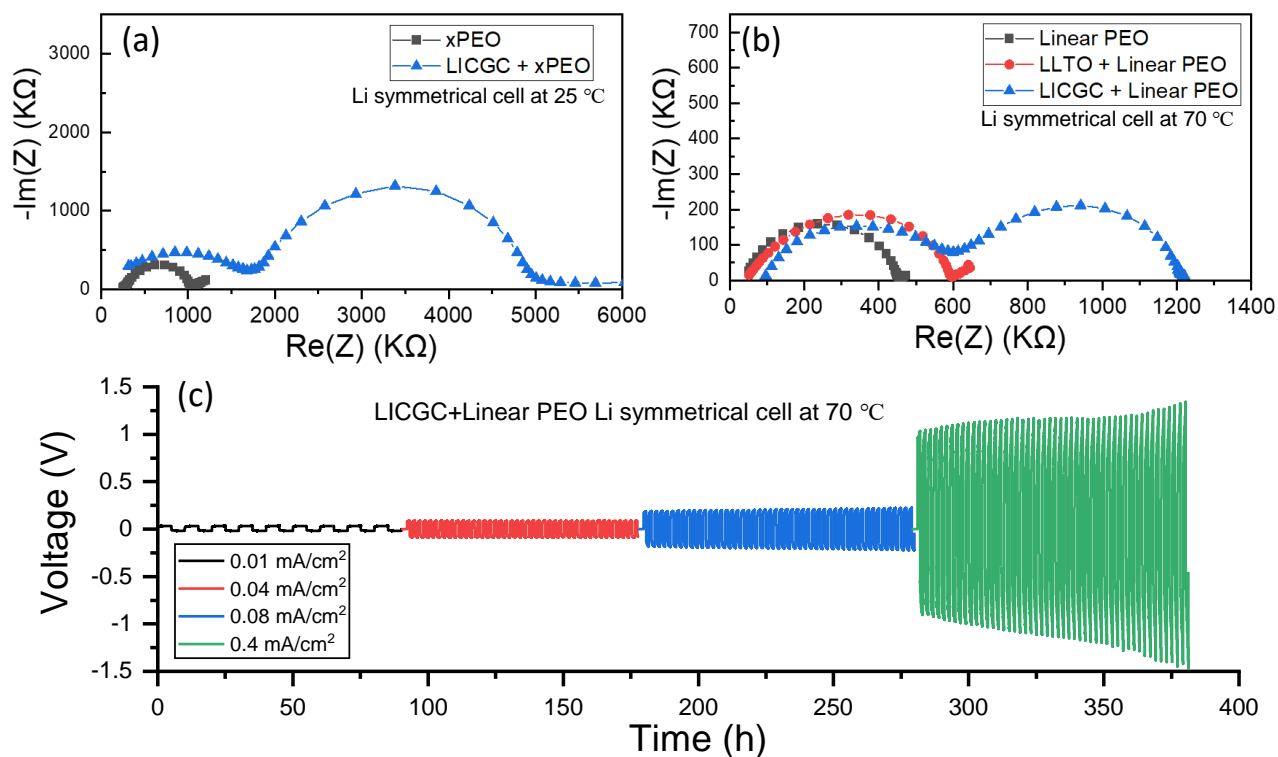 (a)
xPEO
LICGC + xPEO
Li symmetrical cell at 25 ℃
3000
2000
1000
0
-Im(Z) (KΩ)
0 1000 2000 3000 4000 5000 6000
Re(Z) (KΩ)
(b)
Linear PEO
LLTO + Linear PEO
LICGC + Linear PEO
Li symmetrical cell at 70 ℃
700
600
500
400
300
200
100
0
-Im(Z) (KΩ)
0 200 400 600 800 1000 1200 1400
Re(Z) (KΩ)
(c)
LICGC+Linear PEO Li symmetrical cell at 70 ℃
1.5
1
0.5
0
-0.5
-1
-1.5
Voltage (V)
0.01 mA/cm²
0.04 mA/cm²
0.08 mA/cm²
0.4 mA/cm²
0 50 100 150 200 250 300 350 400
Time (h)